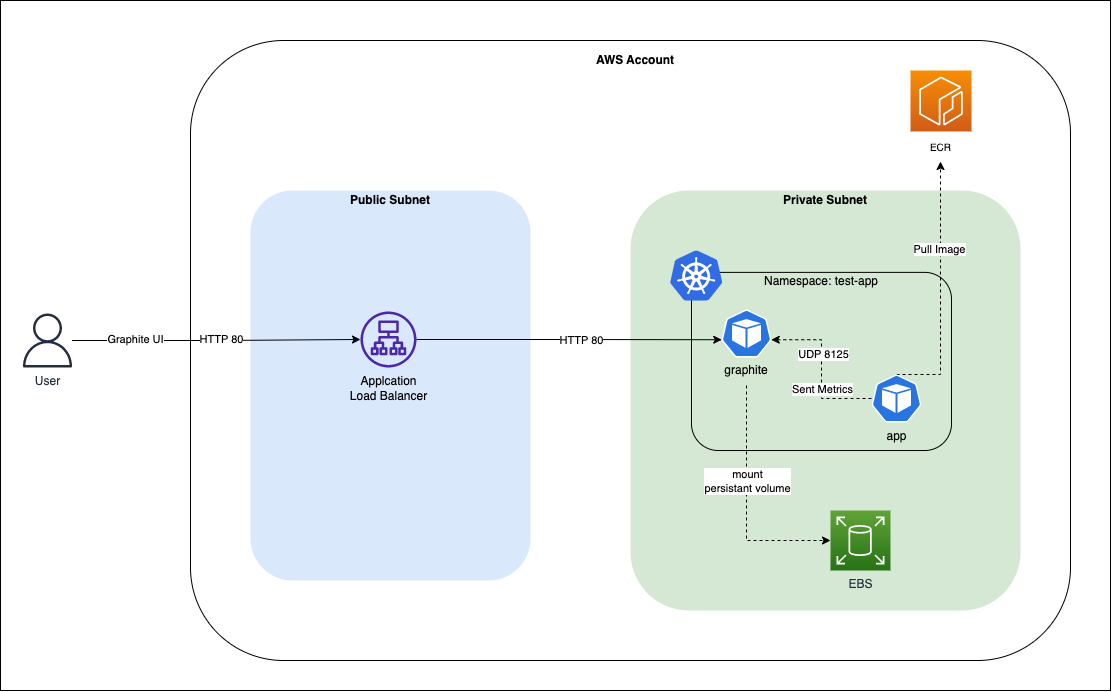 AWS Account
ECR
Public Subnet
Private Subnet
Pull Image
Namespace: test-app
Graphite UI
HTTP 80
HTTP 80
UDP 8125
graphite
User
Applcation
Load Balancer
Sent Metrics
app
mount
persistant volume
EBS